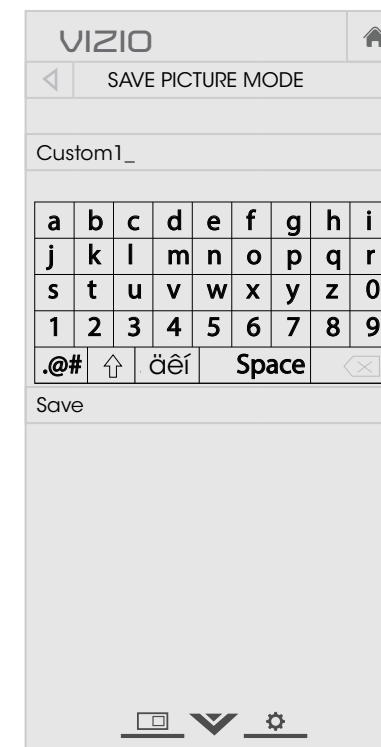 VIZIO
SAVE PICTURE MODE
Custom1_
a b c d e f g h i
j k l m n o p q r
s t u v w x y z 0
1 2 3 4 5 6 7 8 9
.@# äêí Space
Save